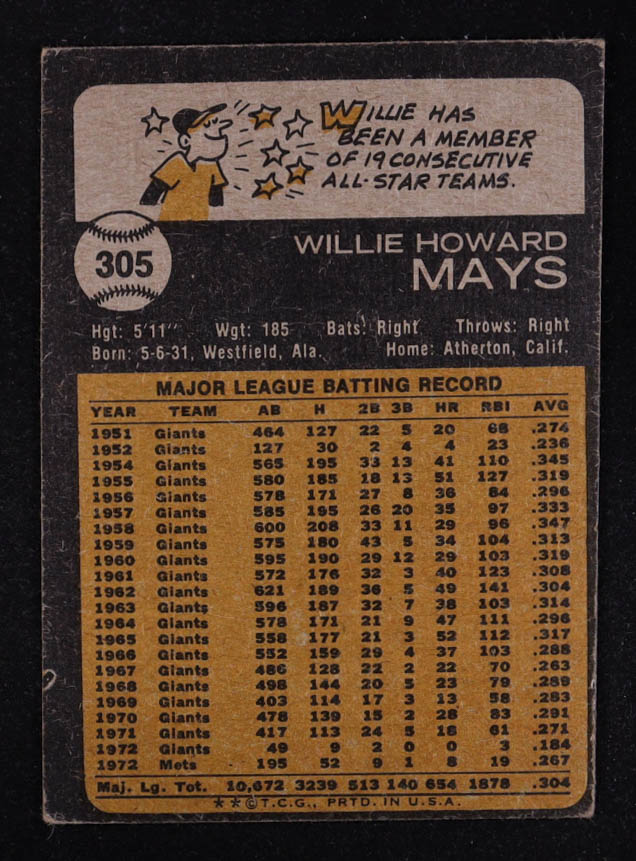 WILLIE HAS
BEEN A MEMBER
OF 19 CONSECUTIVE
ALL-STAR TEAMS.
305
WILLIE HOWARD
MAYS
Hgt: 5'11" Wgt: 185 Bats: Right Throws: Right
Born: 5-6-31, Westfield, Ala. Home: Atherton, Calif.
MAJOR LEAGUE BATTING RECORD
YEAR TEAM AB H 2B 3B HR RBI AVG
1951 Giants 464 127 22 5 20 68 .274
1952 Giants 127 30 2 4 4 23 .236
1954 Giants 565 195 33 13 41 110 .345
1955 Giants 580 185 18 13 51 127 .319
1956 Giants 578 171 27 8 36 84 .296
1957 Giants 585 195 26 20 35 97 .333
1958 Giants 600 208 33 11 29 96 .347
1959 Giants 575 180 43 5 34 104 .313
1960 Giants 595 190 29 12 29 103 .319
1961 Giants 572 176 32 3 40 123 .308
1962 Giants 621 189 36 5 49 141 .304
1963 Giants 596 187 32 7 38 103 .314
1964 Giants 578 171 21 9 47 111 .296
1965 Giants 558 177 21 3 52 112 .317
1966 Giants 552 159 29 4 37 103 .288
1967 Giants 486 128 22 2 22 70 .263
1968 Giants 498 144 20 5 23 79 .289
1969 Giants 403 114 17 3 13 58 .283
1970 Giants 478 139 15 2 28 83 .291
1971 Giants 417 113 24 5 18 61 .271
1972 Giants 49 9 2 0 0 3 .184
1972 Mets 195 52 9 1 8 19 .267
Maj. Lg. Tot. 10,672 3239 513 140 654 1878 .304
**©T.C.G., PRTD. IN U.S.A.